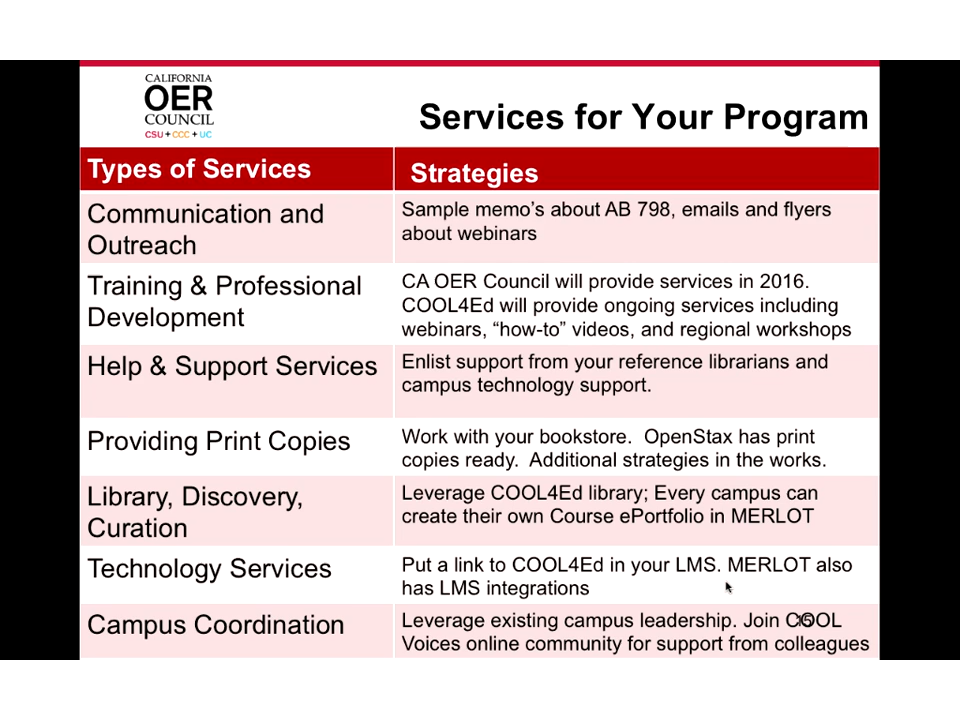 CALIFORNIA
OER
COUNCIL
CSU + CCC + UC
Services for Your Program
Types of Services
Strategies
Communication and
Outreach
Sample memo's about AB 798, emails and flyers
about webinars
Training & Professional
Development
CA OER Council will provide services in 2016.
COOL4Ed will provide ongoing services including
webinars, “how-to” videos, and regional workshops
Help & Support Services
Enlist support from your reference librarians and
campus technology support.
Providing Print Copies
Work with your bookstore.  OpenStax has print
copies ready.  Additional strategies in the works.
Library, Discovery,
Curation
Leverage COOL4Ed library; Every campus can
create their own Course ePortfolio in MERLOT
Technology Services
Put a link to COOL4Ed in your LMS. MERLOT also
has LMS integrations
Campus Coordination
Leverage existing campus leadership. Join COOL
Voices online community for support from colleagues
15